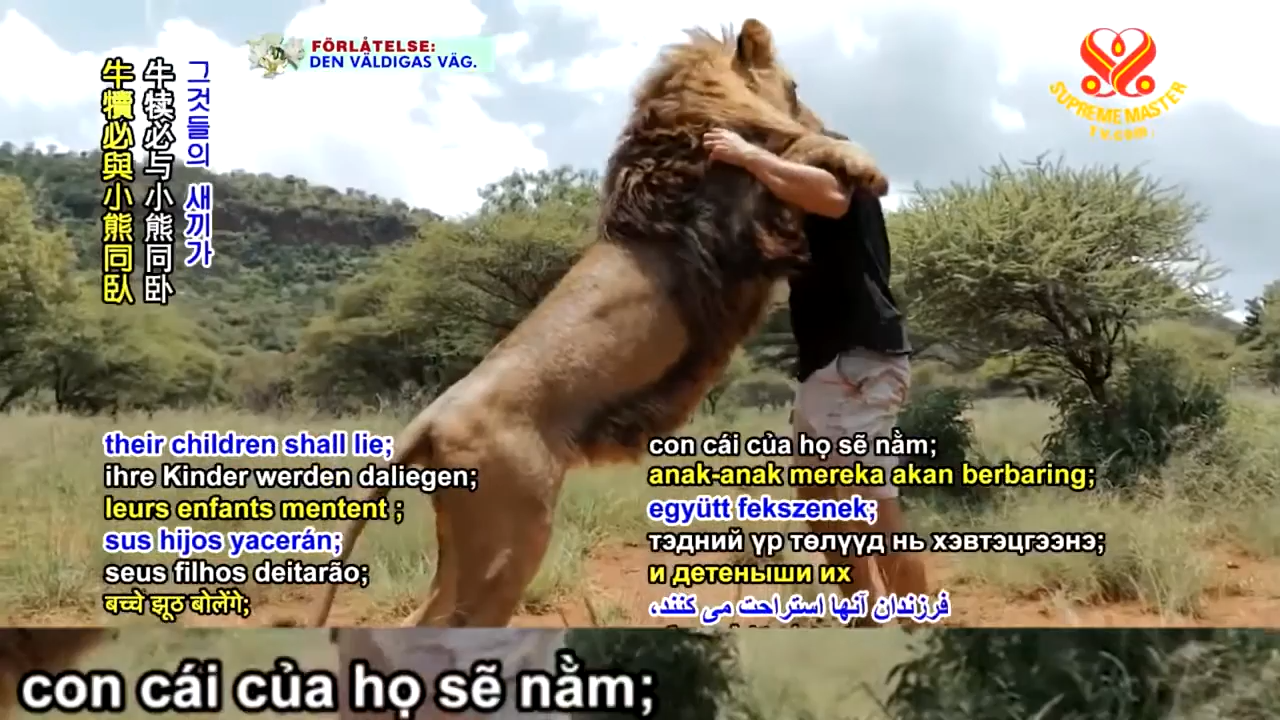 FÖRLÅTELSE:
DEN VÄLDIGAS VÄG.
SUPREME MASTER
TV.com
그것들의 새끼가
牛犊必与小熊同卧
牛犢必與小熊同臥
their children shall lie;
ihre Kinder werden daliegen;
leurs enfants mentent ;
sus hijos yacerán;
seus filhos deitarão;
बच्चे झूठ बोलेंगे;
con cái của họ sẽ nằm;
anak-anak mereka akan berbaring;
együtt fekszenek;
тэдний үр төлүүд нь хэвтэцгээнэ;
и детеныши их
فرزندان آنها استراحت می کنند،
con cái của họ sẽ nằm;